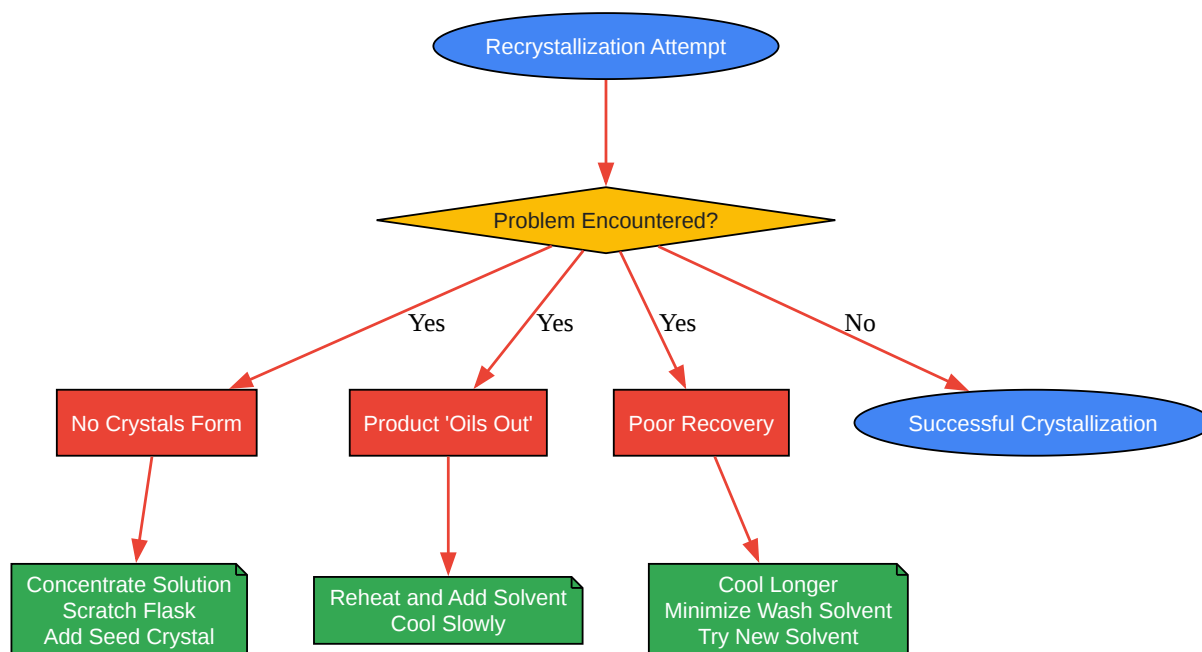 Recrystallization Attempt
Problem Encountered?
Yes
Yes
Yes
No
No Crystals Form
Product 'Oils Out'
Poor Recovery
Successful Crystallization
Concentrate Solution
Scratch Flask
Add Seed Crystal
Reheat and Add Solvent
Cool Slowly
Cool Longer
Minimize Wash Solvent
Try New Solvent